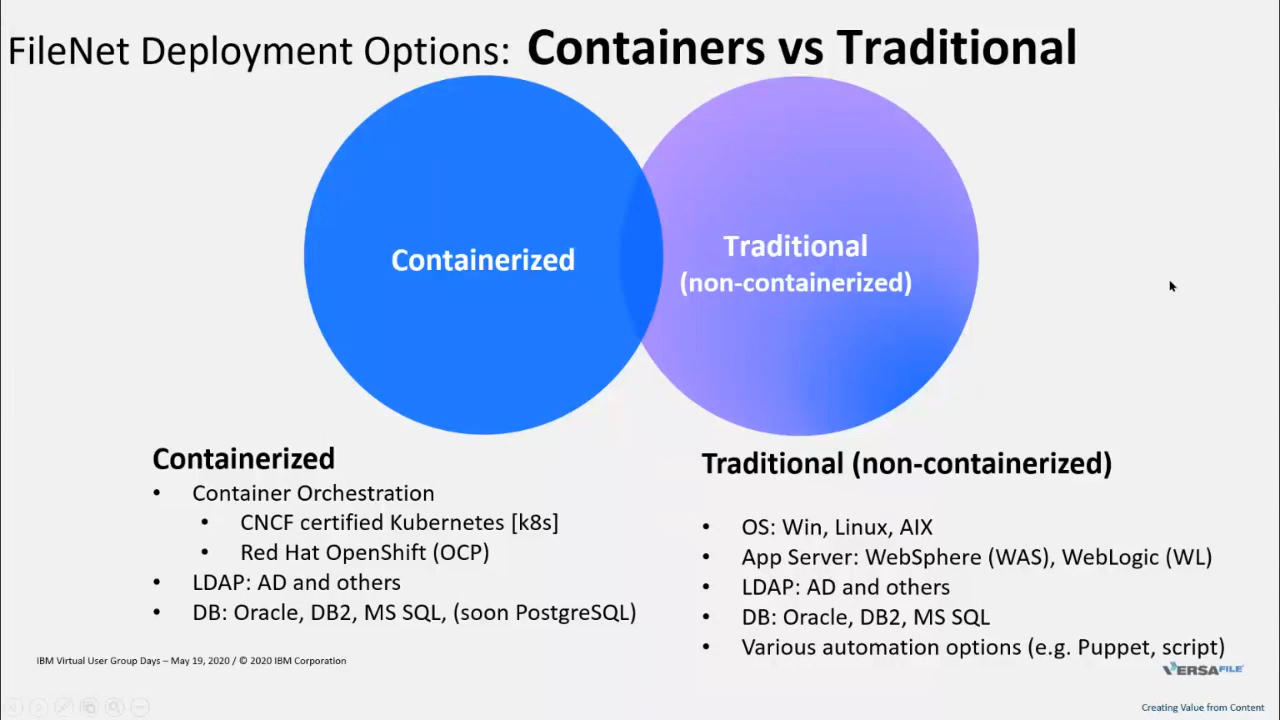 FileNet Deployment Options: Containers vs Traditional
Containerized
Traditional
(non-containerized)
Containerized
• Container Orchestration
• CNCF certified Kubernetes [k8s]
• Red Hat OpenShift (OCP)
• LDAP: AD and others
• DB: Oracle, DB2, MS SQL, (soon PostgreSQL)
Traditional (non-containerized)
• OS: Win, Linux, AIX
• App Server: WebSphere (WAS), WebLogic (WL)
• LDAP: AD and others
• DB: Oracle, DB2, MS SQL
• Various automation options (e.g. Puppet, script)
IBM Virtual User Group Days – May 19, 2020 / © 2020 IBM Corporation
VERSAFILE
Creating Value from Content